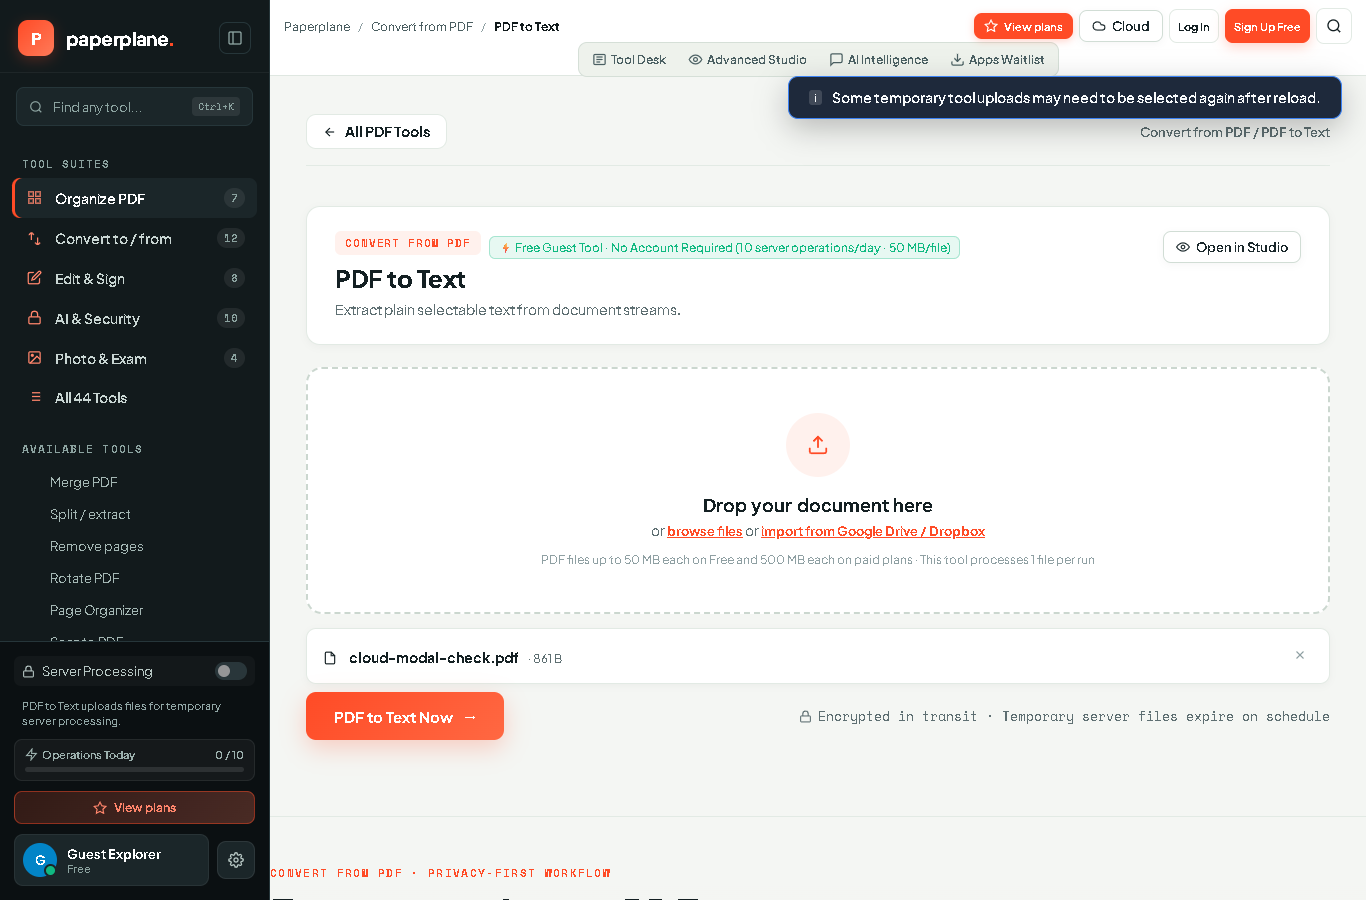 P paperplane.
Find any tool... Ctrl+K
TOOL SUITES
Organize PDF 7
Convert to / from 12
Edit & Sign 8
AI & Security 10
Photo & Exam 4
All 44 Tools
AVAILABLE TOOLS
Merge PDF
Split / extract
Remove pages
Rotate PDF
Page Organizer
Server Processing
PDF to Text uploads files for temporary
server processing.
Operations Today 0 / 10
View plans
G Guest Explorer
Free
Paperplane / Convert from PDF / PDF to Text
View plans
Cloud
Log In
Sign Up Free
Tool Desk
Advanced Studio
AI Intelligence
Apps Waitlist
i Some temporary tool uploads may need to be selected again after reload.
← All PDF Tools
Convert from PDF / PDF to Text
CONVERT FROM PDF
Free Guest Tool · No Account Required (10 server operations/day · 50 MB/file)
Open in Studio
PDF to Text
Extract plain selectable text from document streams.
Drop your document here
or browse files or import from Google Drive / Dropbox
PDF files up to 50 MB each on Free and 500 MB each on paid plans · This tool processes 1 file per run
cloud-modal-check.pdf · 861 B ×
PDF to Text Now →
Encrypted in transit · Temporary server files expire on schedule
CONVERT FROM PDF · PRIVACY-FIRST WORKFLOW